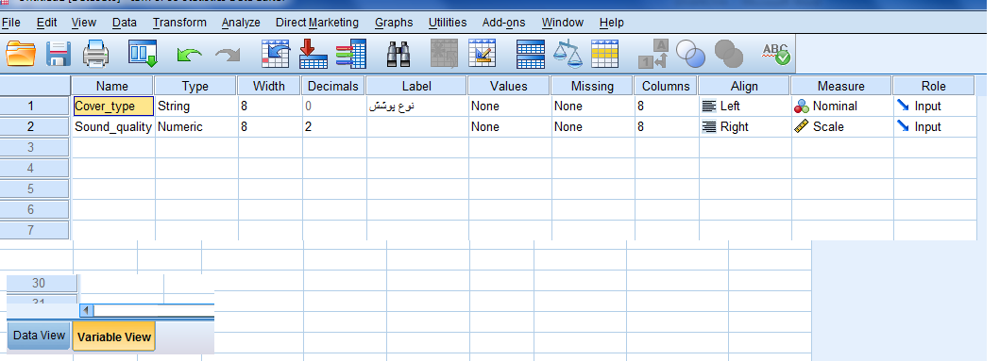 File Edit View Data Transform Analyze Direct Marketing Graphs Utilities Add-ons Window Help
Name Type Width Decimals Label Values Missing Columns Align Measure Role
1 Cover_type String 8 0 نوع پوشش None None 8 Left Nominal Input
2 Sound_quality Numeric 8 2 None None 8 Right Scale Input
3
4
5
6
7
30
31
Data View Variable View